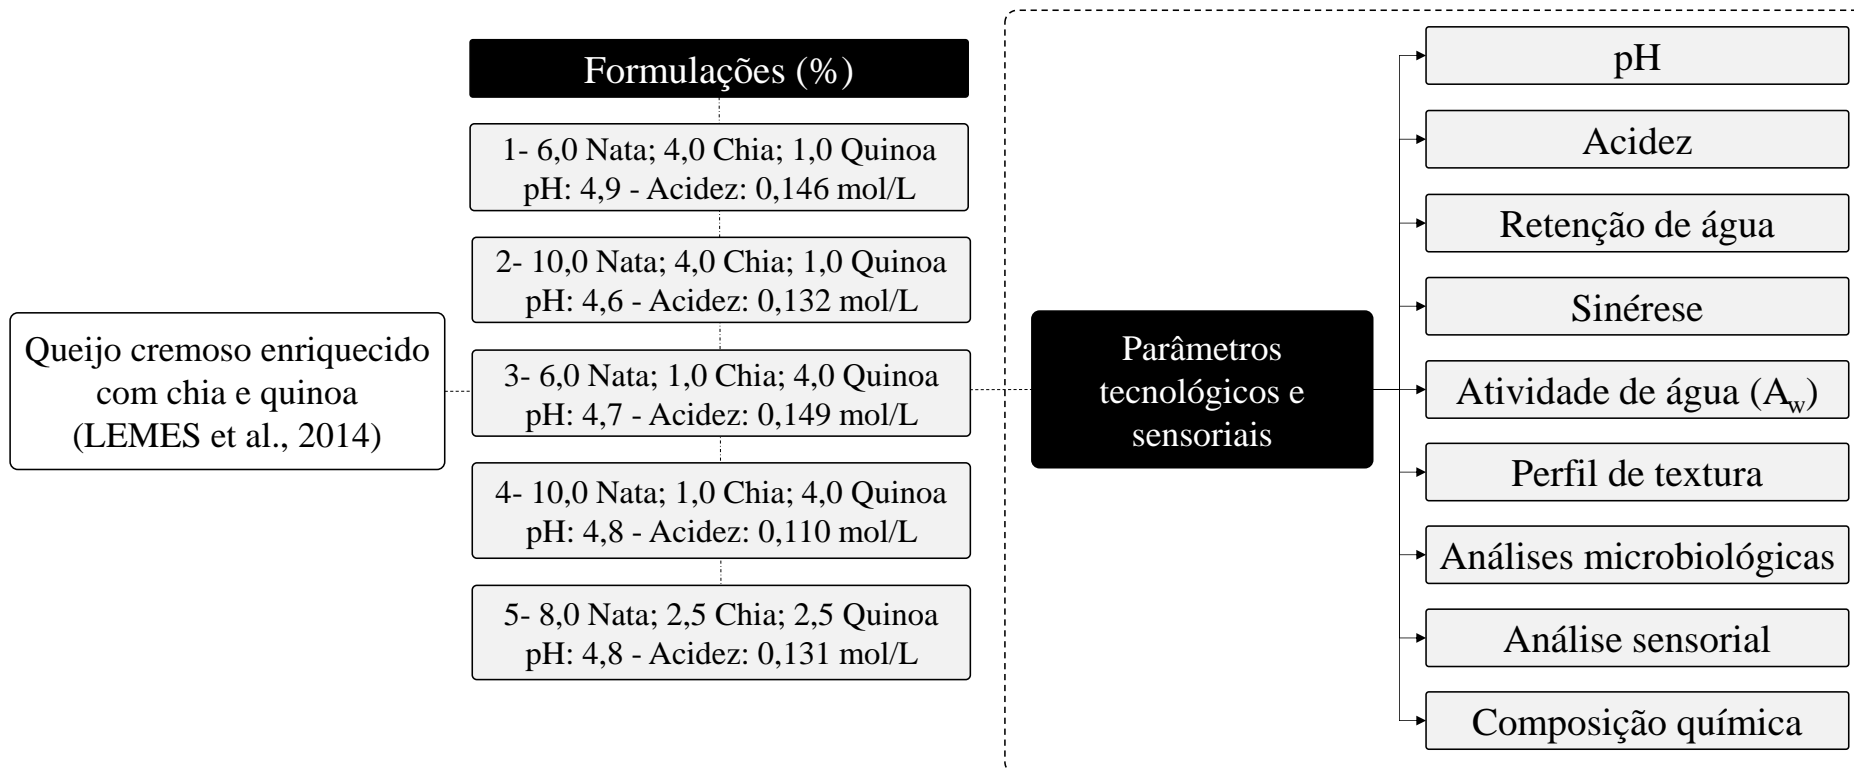 Queijo cremoso enriquecido
com chia e quinoa
(LEMES et al., 2014)
Formulações (%)
1- 6,0 Nata; 4,0 Chia; 1,0 Quinoa
pH: 4,9 - Acidez: 0,146 mol/L
2- 10,0 Nata; 4,0 Chia; 1,0 Quinoa
pH: 4,6 - Acidez: 0,132 mol/L
3- 6,0 Nata; 1,0 Chia; 4,0 Quinoa
pH: 4,7 - Acidez: 0,149 mol/L
4- 10,0 Nata; 1,0 Chia; 4,0 Quinoa
pH: 4,8 - Acidez: 0,110 mol/L
5- 8,0 Nata; 2,5 Chia; 2,5 Quinoa
pH: 4,8 - Acidez: 0,131 mol/L
Parâmetros
tecnológicos e
sensoriais
pH
Acidez
Retenção de água
Sinérese
Atividade de água (Aw)
Perfil de textura
Análises microbiológicas
Análise sensorial
Composição química